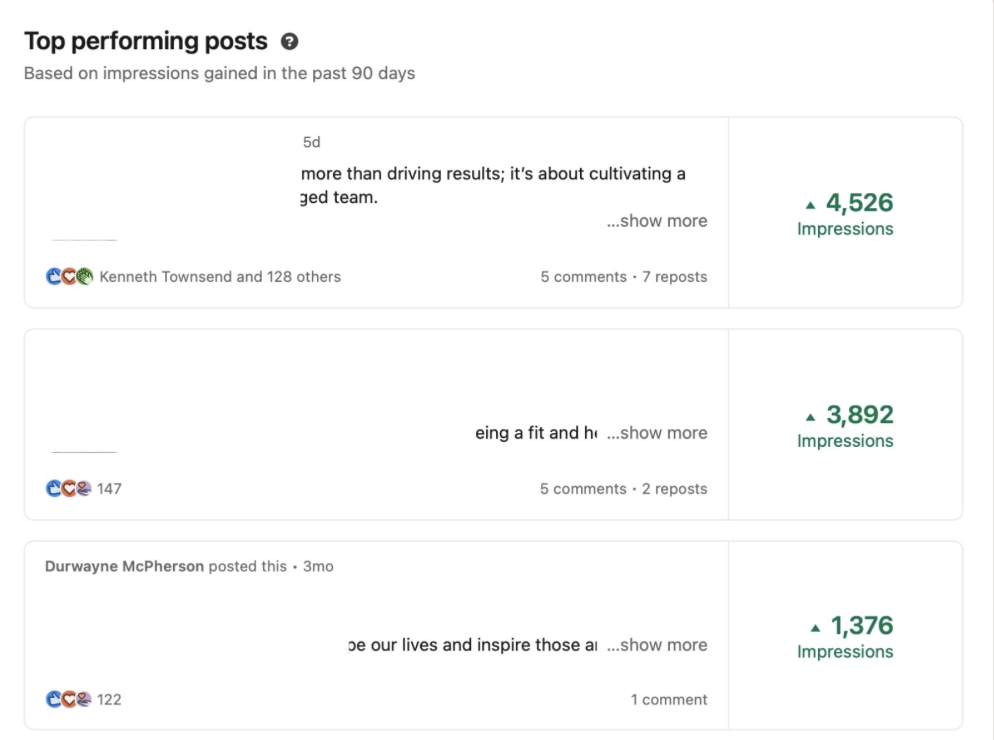 Top performing posts
Based on impressions gained in the past 90 days
5d
more than driving results; it’s about cultivating a
ged team.
...show more
▲ 4,526
Impressions
Kenneth Townsend and 128 others
5 comments • 7 reposts
eing a fit and h ...show more
▲ 3,892
Impressions
147
5 comments • 2 reposts
Durwayne McPherson posted this • 3mo
our lives and inspire those ...show more
▲ 1,376
Impressions
122
1 comment